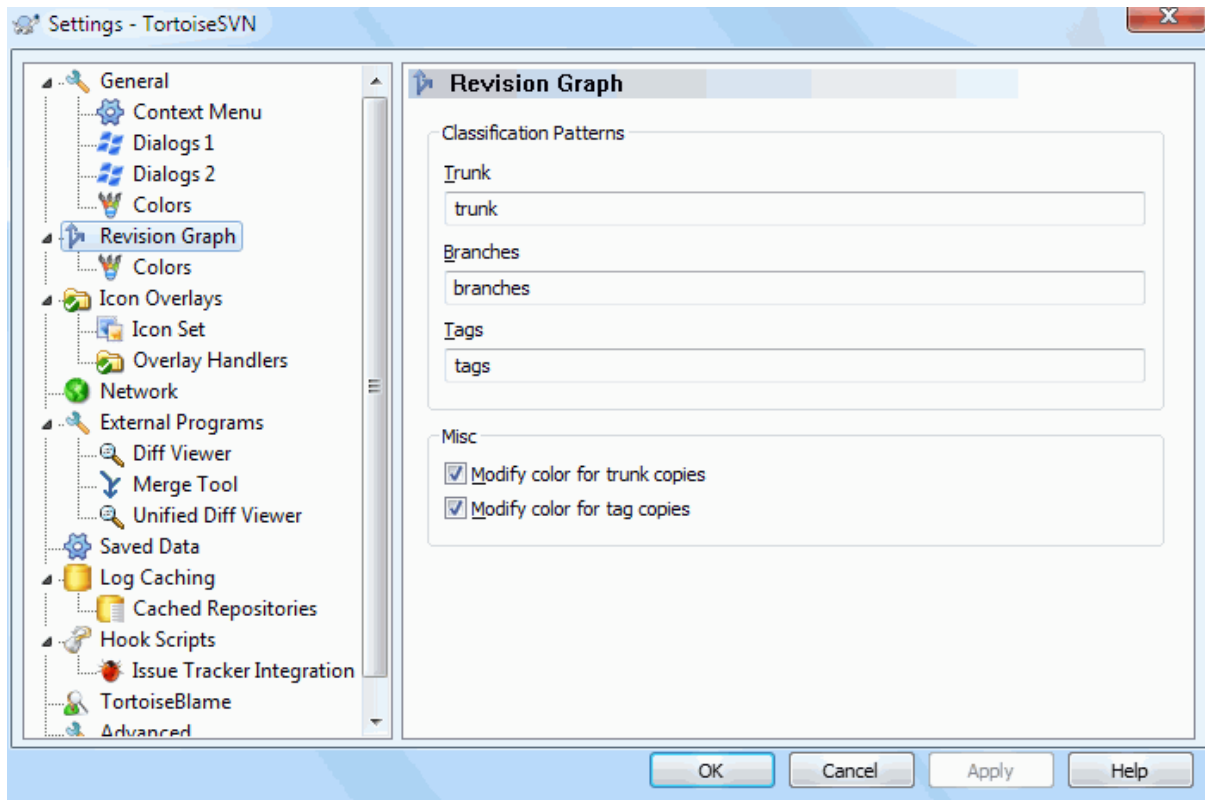 Settings - TortoiseSVN
General
Context Menu
Dialogs 1
Dialogs 2
Colors
Revision Graph
Colors
Icon Overlays
Icon Set
Overlay Handlers
Network
External Programs
Diff Viewer
Merge Tool
Unified Diff Viewer
Saved Data
Log Caching
Cached Repositories
Hook Scripts
Issue Tracker Integration
TortoiseBlame
Advanced
Revision Graph
Classification Patterns
Trunk
trunk
Branches
branches
Tags
tags
Misc
Modify color for trunk copies
Modify color for tag copies
OK
Cancel
Apply
Help